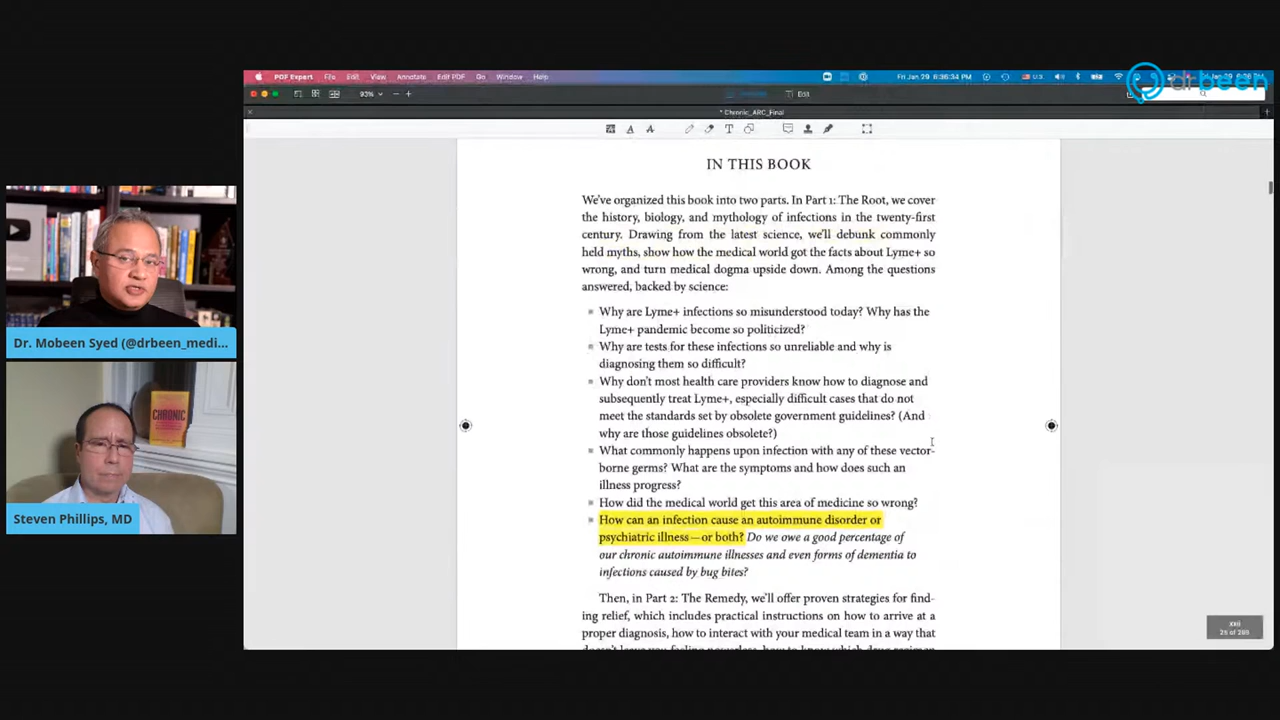 drbeen
PDF Expert File Edit View Annotate Edit PDF Go Window Help
Fri Jan 29 6:36:34 PM
93%
Edit
* Chronic_ARC_Final
IN THIS BOOK
We've organized this book into two parts. In Part 1: The Root, we cover
the history, biology, and mythology of infections in the twenty-first
century. Drawing from the latest science, we'll debunk commonly
held myths, show how the medical world got the facts about Lyme+ so
wrong, and turn medical dogma upside down. Among the questions
answered, backed by science:
Why are Lyme+ infections so misunderstood today? Why has the
Lyme+ pandemic become so politicized?
Why are tests for these infections so unreliable and why is
diagnosing them so difficult?
Why don't most health care providers know how to diagnose and
subsequently treat Lyme+, especially difficult cases that do not
meet the standards set by obsolete government guidelines? (And
why are those guidelines obsolete?)
What commonly happens upon infection with any of these vector-
borne germs? What are the symptoms and how does such an
illness progress?
How did the medical world get this area of medicine so wrong?
How can an infection cause an autoimmune disorder or
psychiatric illness—or both? Do we owe a good percentage of
our chronic autoimmune illnesses and even forms of dementia to
infections caused by bug bites?
Then, in Part 2: The Remedy, we'll offer proven strategies for find-
ing relief, which includes practical instructions on how to arrive at a
proper diagnosis, how to interact with your medical team in a way that
Dr. Mobeen Syed (@drbeen_medi...
CHRONIC
Steven Phillips, MD